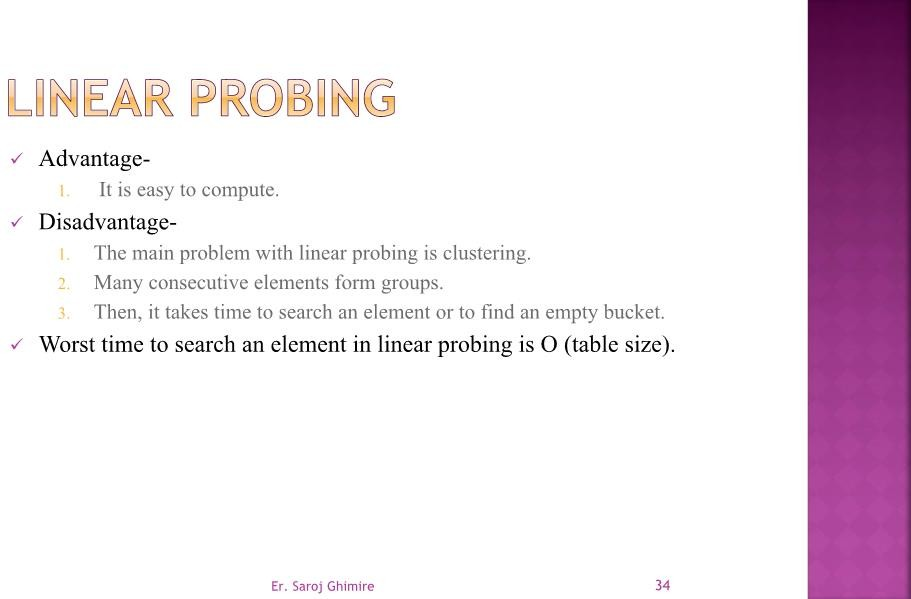 LINEAR PROBING
✓ Advantage-
1. It is easy to compute.
✓ Disadvantage-
1. The main problem with linear probing is clustering.
2. Many consecutive elements form groups.
3. Then, it takes time to search an element or to find an empty bucket.
✓ Worst time to search an element in linear probing is O (table size).
Er. Saroj Ghimire 34